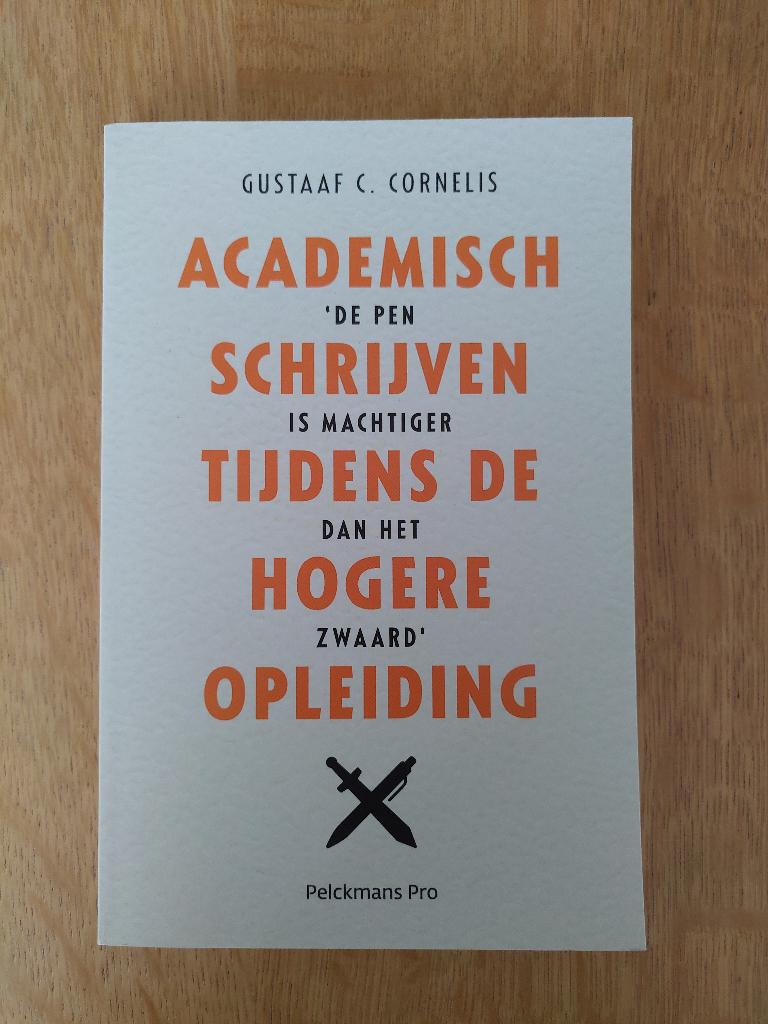 GUSTAAF C. CORNELIS
ACADEMISCH
'DE PEN
SCHRIJVEN
IS MACHTIGER
TIJDENS DE
DAN HET
HOGERE
ZWAARD'
OPLEIDING
Pelckmans Pro